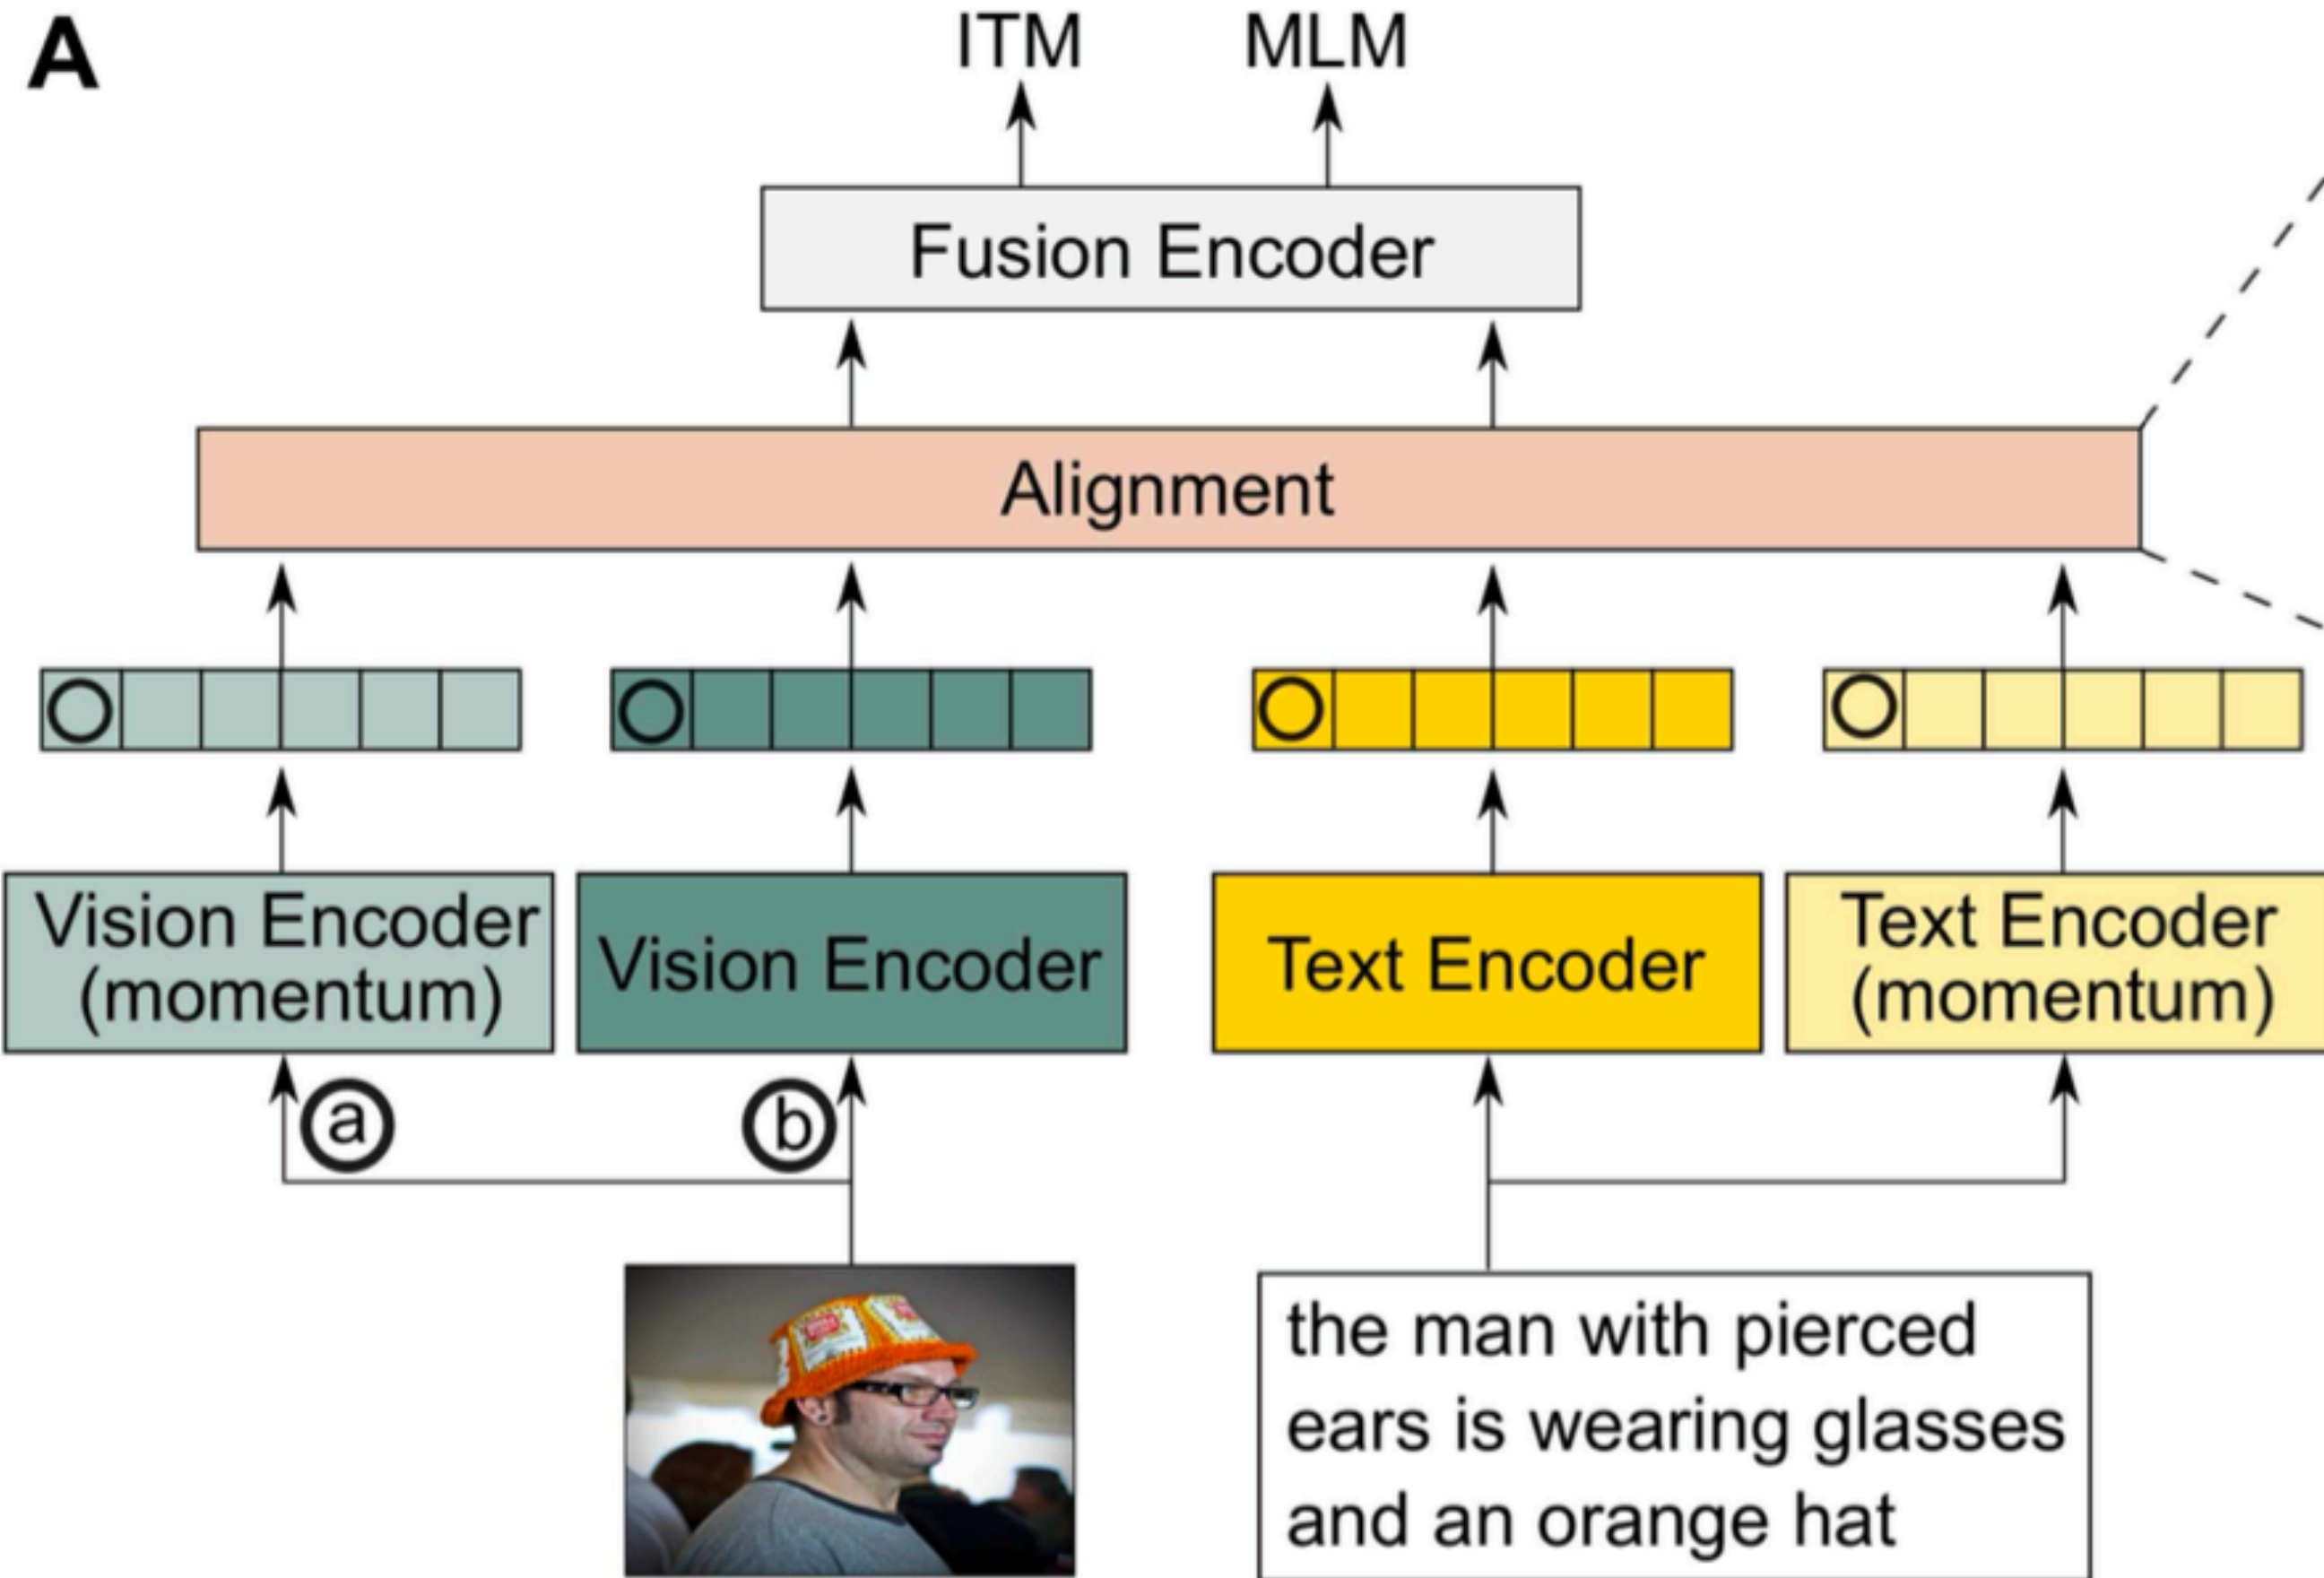 A
ITM MLM
Fusion Encoder
Alignment
Vision Encoder
(momentum)
Vision Encoder
Text Encoder
Text Encoder
(momentum)
a
b
the man with pierced
ears is wearing glasses
and an orange hat